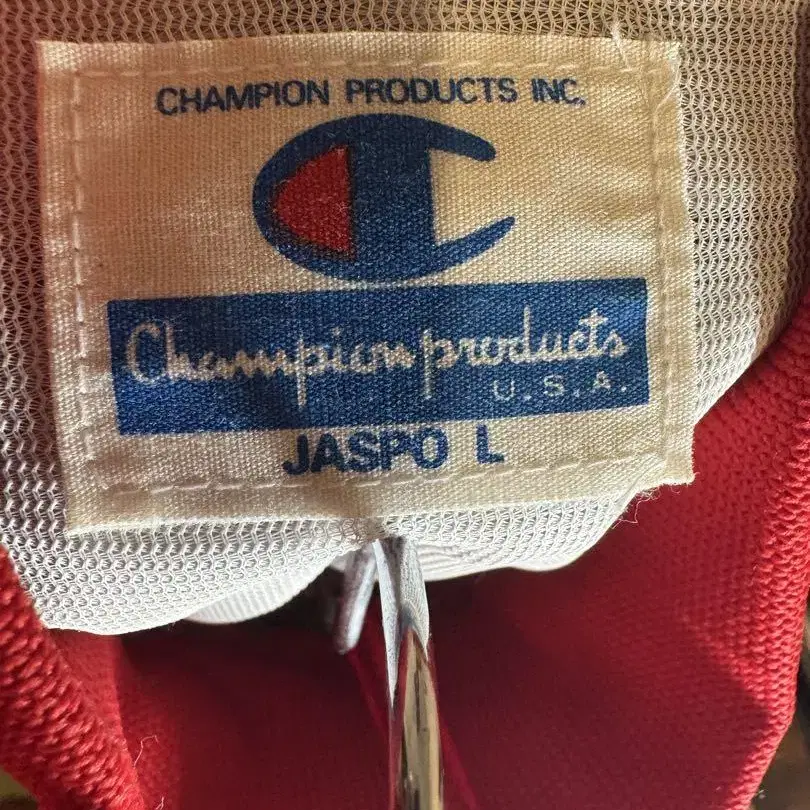 CHAMPION PRODUCTS INC.
Champion products
U.S.A.
JASPO L